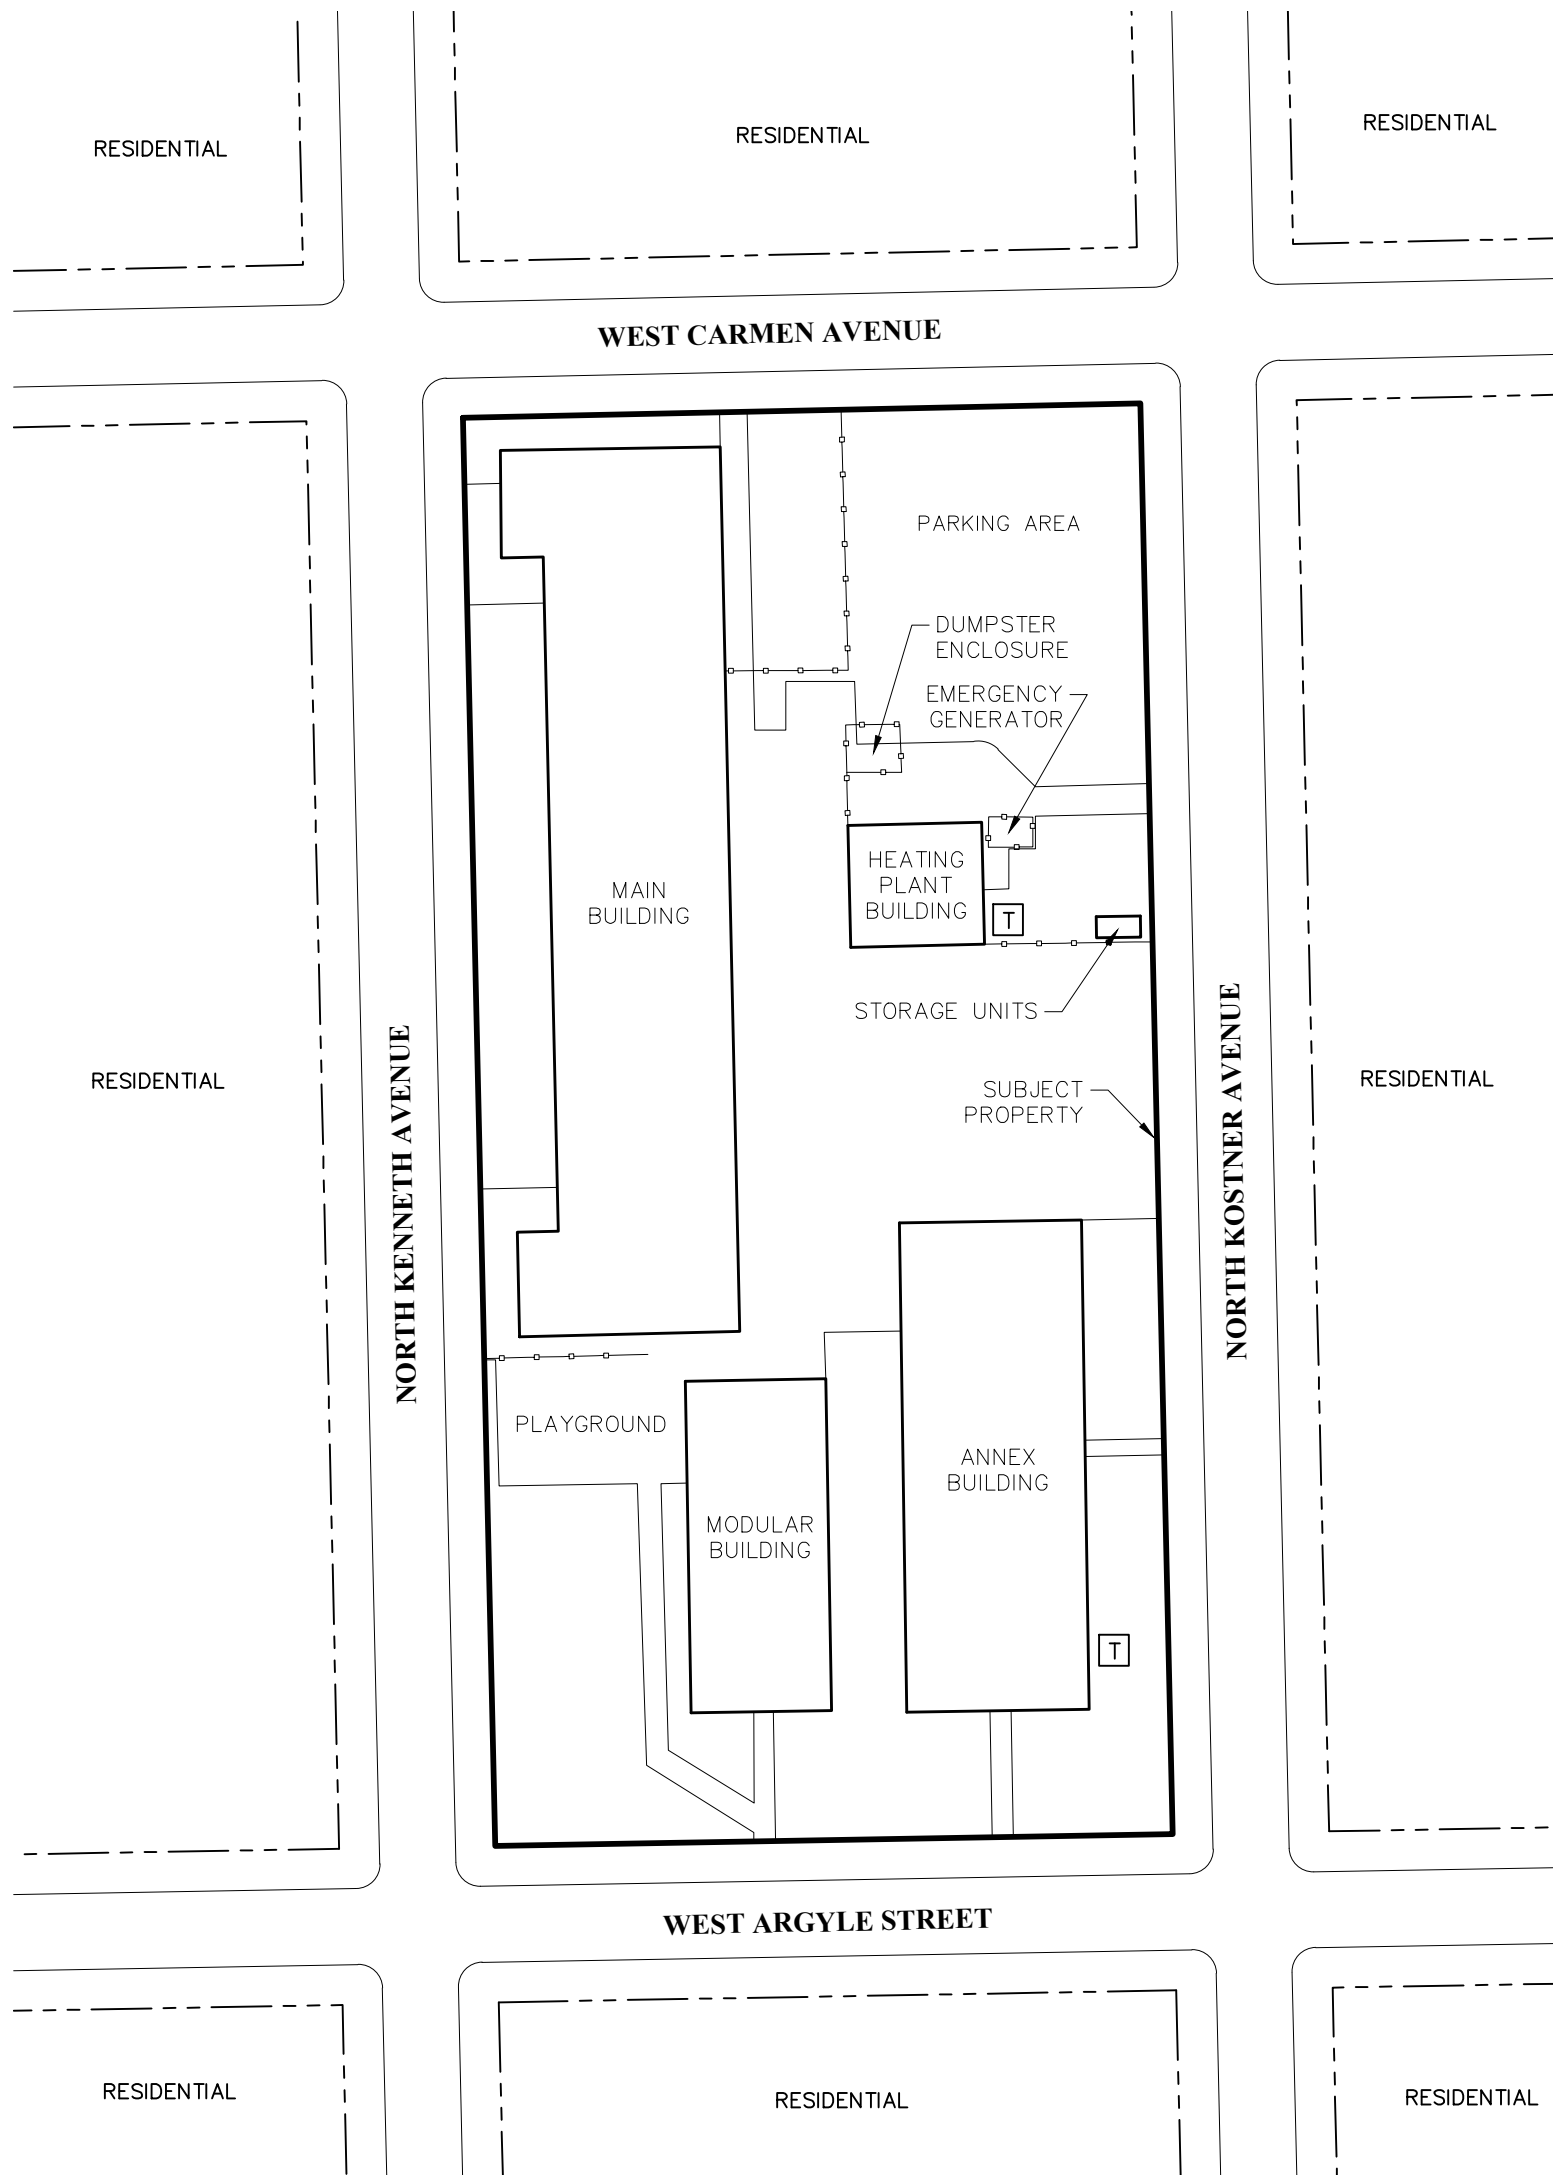 RESIDENTIAL
RESIDENTIAL
RESIDENTIAL
WEST CARMEN AVENUE
PARKING AREA
DUMPSTER
ENCLOSURE
EMERGENCY
GENERATOR
HEATING
PLANT
BUILDING
MAIN
BUILDING
T
STORAGE UNITS
NORTH KENNETH AVENUE
NORTH KOSTNER AVENUE
RESIDENTIAL
RESIDENTIAL
SUBJECT
PROPERTY
PLAYGROUND
ANNEX
BUILDING
MODULAR
BUILDING
T
WEST ARGYLE STREET
RESIDENTIAL
RESIDENTIAL
RESIDENTIAL